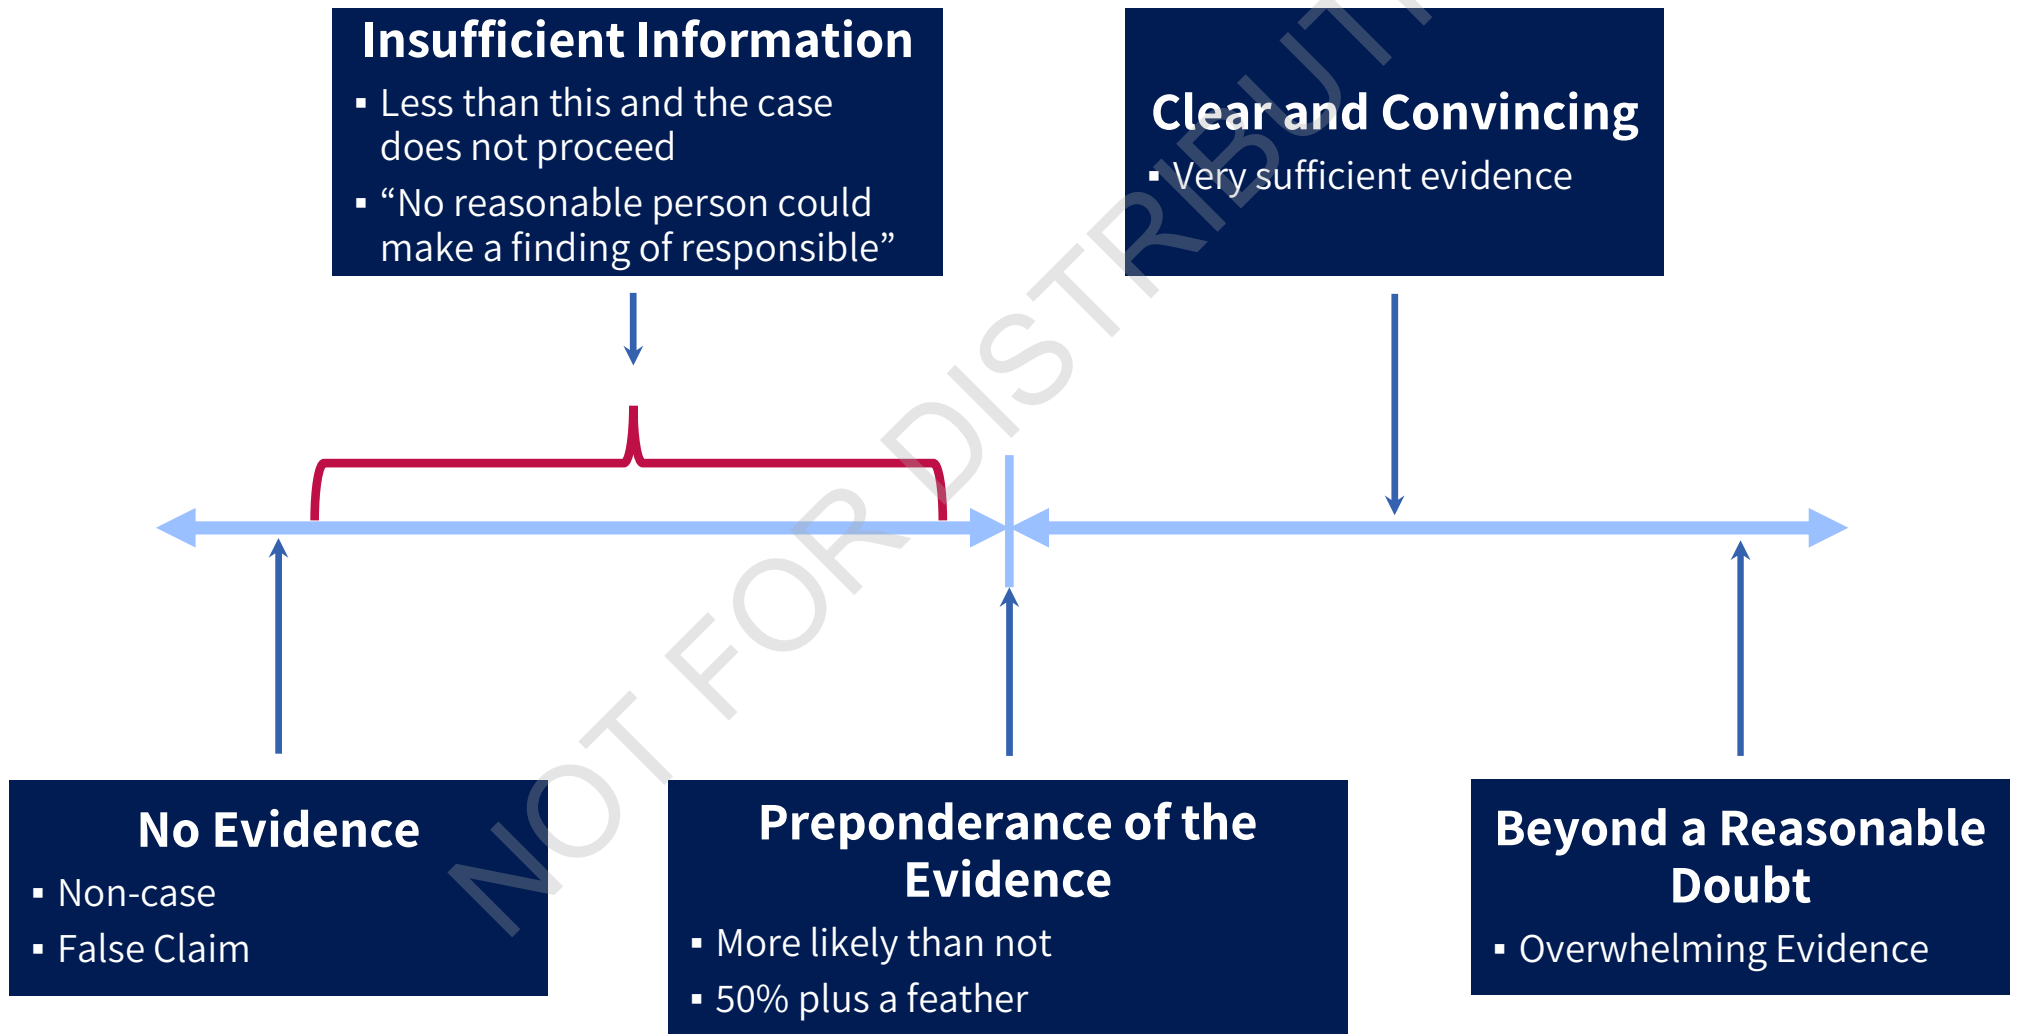 Insufficient Information
▪ Less than this and the case
does not proceed
▪ “No reasonable person could
make a finding of responsible”
Clear and Convincing
▪ Very sufficient evidence
No Evidence
▪ Non-case
▪ False Claim
Preponderance of the
Evidence
▪ More likely than not
▪ 50% plus a feather
Beyond a Reasonable
Doubt
▪ Overwhelming Evidence
NOT FOR DISTRIBUT